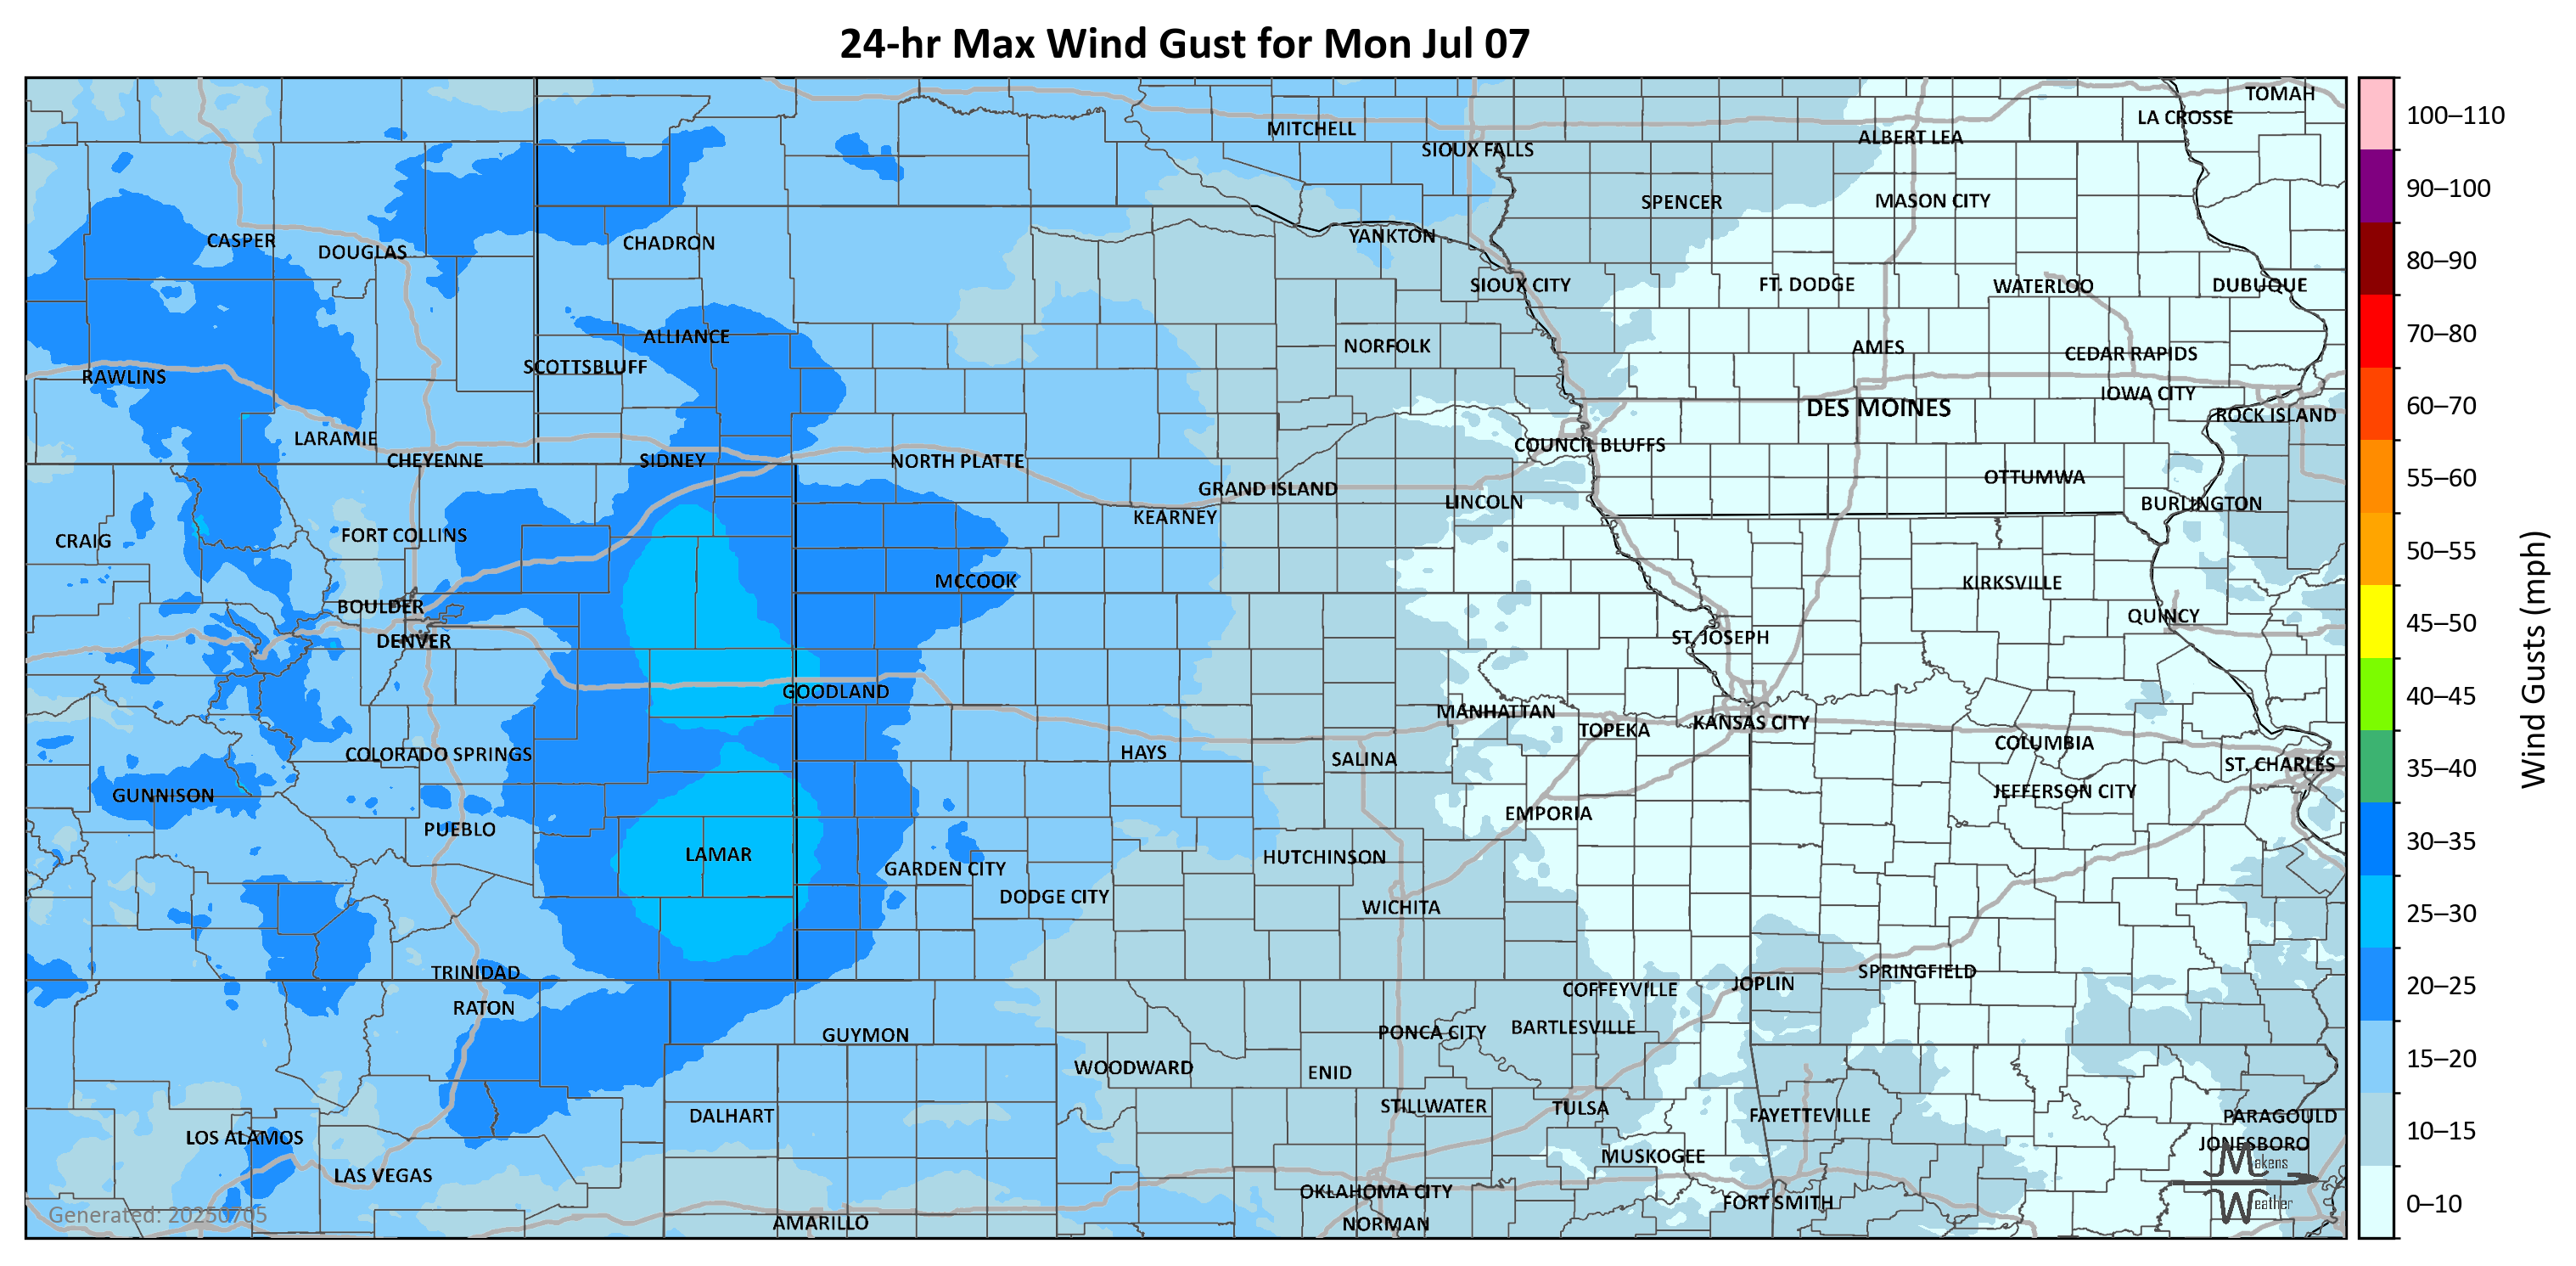 24-hr Max Wind Gust for Mon Jul 07
TOMAH
LA CROSSE
MITCHELL
ALBERT LEA
SIOUX FALLS
SPENCER
MASON CITY
CASPER
DOUGLAS
CHADRON
YANKTON
SIOUX CITY
FT. DODGE
WATERLOO
DUBUQUE
ALLIANCE
NORFOLK
AMES
CEDAR RAPIDS
SCOTTSBLUFF
RAWLINS
IOWA CITY
DES MOINES
ROCK ISLAND
LARAMIE
COUNCIL BLUFFS
CHEYENNE
SIDNEY
NORTH PLATTE
OTTUMWA
GRAND ISLAND
LINCOLN
BURLINGTON
KEARNEY
FORT COLLINS
CRAIG
MCCOOK
KIRKSVILLE
BOULDER
QUINCY
DENVER
ST. JOSEPH
GOODLAND
MANHATTAN
KANSAS CITY
TOPEKA
COLUMBIA
COLORADO SPRINGS
HAYS
SALINA
ST. CHARLES
GUNNISON
JEFFERSON CITY
EMPORIA
PUEBLO
LAMAR
HUTCHINSON
GARDEN CITY
DODGE CITY
WICHITA
TRINIDAD
SPRINGFIELD
JOPLIN
COFFEYVILLE
RATON
BARTLESVILLE
PONCA CITY
GUYMON
WOODWARD
ENID
STILLWATER
TULSA
DALHART
FAYETTEVILLE
PARAGOULD
LOS ALAMOS
JONESBORO
MUSKOGEE
LAS VEGAS
OKLAHOMA CITY
FORT SMITH
AMARILLO
NORMAN
Generated: 20250705
Makens
Weather
100–110
90–100
80–90
70–80
60–70
55–60
50–55
45–50
40–45
35–40
30–35
25–30
20–25
15–20
10–15
0–10
Wind Gusts (mph)